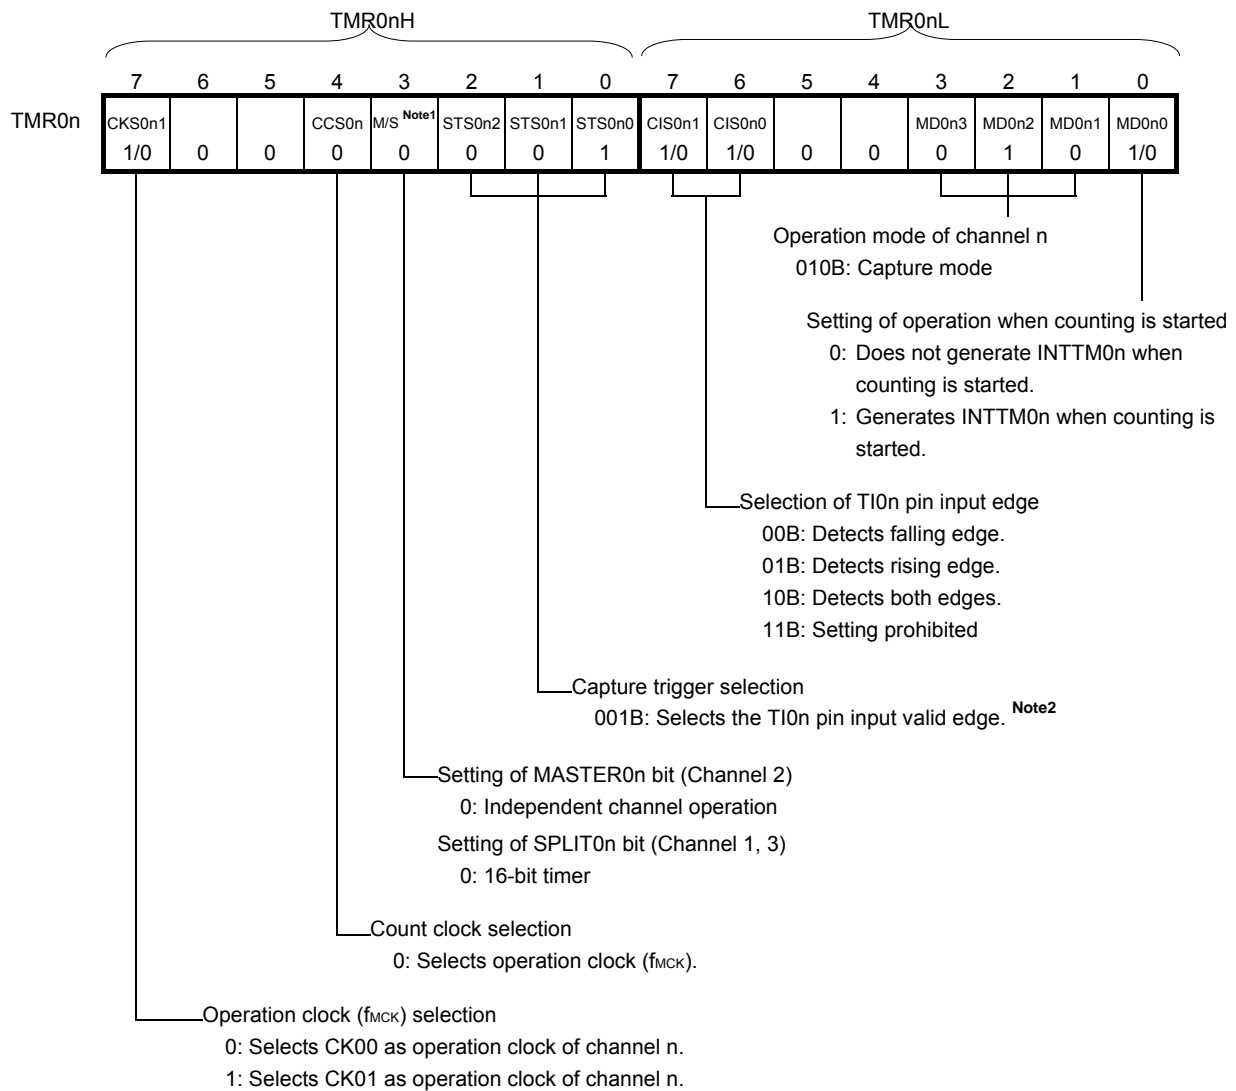 TMR0nH TMR0nL
7 6 5 4 3 2 1 0 7 6 5 4 3 2 1 0
TMR0n CKS0n1 CCS0n M/S Note1 STS0n2 STS0n1 STS0n0 CIS0n1 CIS0n0 MD0n3 MD0n2 MD0n1 MD0n0
1/0 0 0 0 0 0 0 1 1/0 1/0 0 0 0 1 0 1/0
Operation mode of channel n
010B: Capture mode
Setting of operation when counting is started
0: Does not generate INTTM0n when
counting is started.
1: Generates INTTM0n when counting is
started.
Selection of TI0n pin input edge
00B: Detects falling edge.
01B: Detects rising edge.
10B: Detects both edges.
11B: Setting prohibited
Capture trigger selection
001B: Selects the TI0n pin input valid edge. Note2
Setting of MASTER0n bit (Channel 2)
0: Independent channel operation
Setting of SPLIT0n bit (Channel 1, 3)
0: 16-bit timer
Count clock selection
0: Selects operation clock (fMCK).
Operation clock (fMCK) selection
0: Selects CK00 as operation clock of channel n.
1: Selects CK01 as operation clock of channel n.